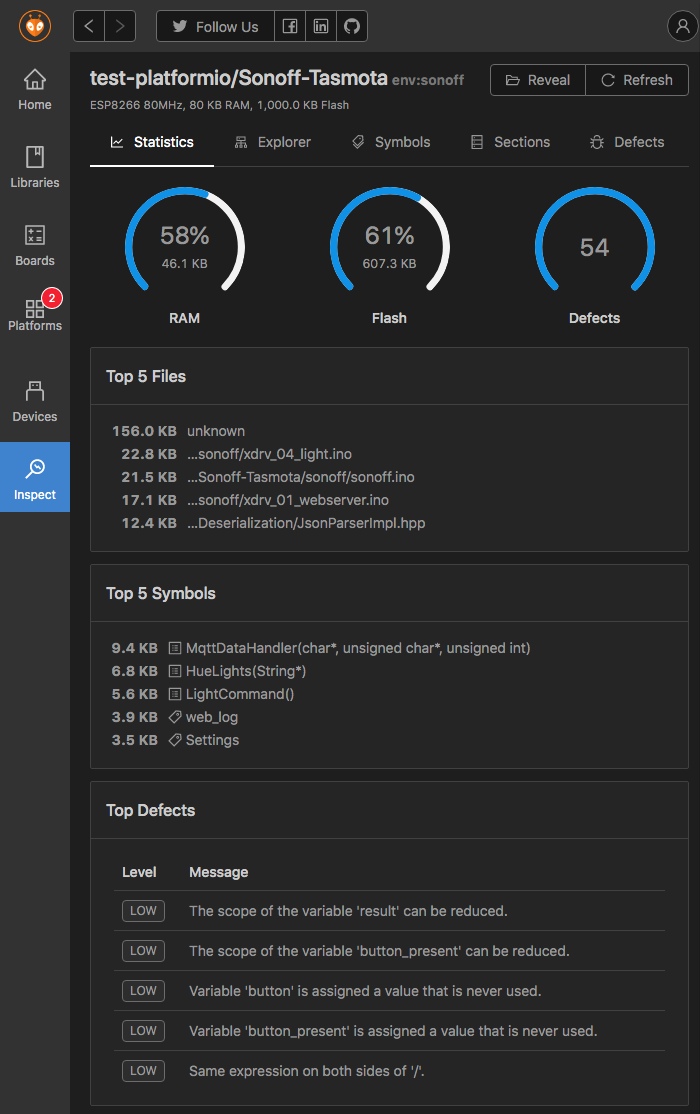 Follow Us
Home
Libraries
Boards
2
Platforms
Devices
Inspect
test-platformio/Sonoff-Tasmota env:sonoff
Reveal
Refresh
ESP8266 80MHz, 80 KB RAM, 1,000.0 KB Flash
Statistics
Explorer
Symbols
Sections
Defects
58%
46.1 KB
RAM
61%
607.3 KB
Flash
54
Defects
Top 5 Files
156.0 KB unknown
22.8 KB ...sonoff/xdrv_04_light.ino
21.5 KB ...Sonoff-Tasmota/sonoff/sonoff.ino
17.1 KB ...sonoff/xdrv_01_webserver.ino
12.4 KB ...Deserialization/JsonParserImpl.hpp
Top 5 Symbols
9.4 KB MqttDataHandler(char*, unsigned char*, unsigned int)
6.8 KB HueLights(String*)
5.6 KB LightCommand()
3.9 KB web_log
3.5 KB Settings
Top Defects
Level Message
LOW The scope of the variable 'result' can be reduced.
LOW The scope of the variable 'button_present' can be reduced.
LOW Variable 'button' is assigned a value that is never used.
LOW Variable 'button_present' is assigned a value that is never used.
LOW Same expression on both sides of '/'.